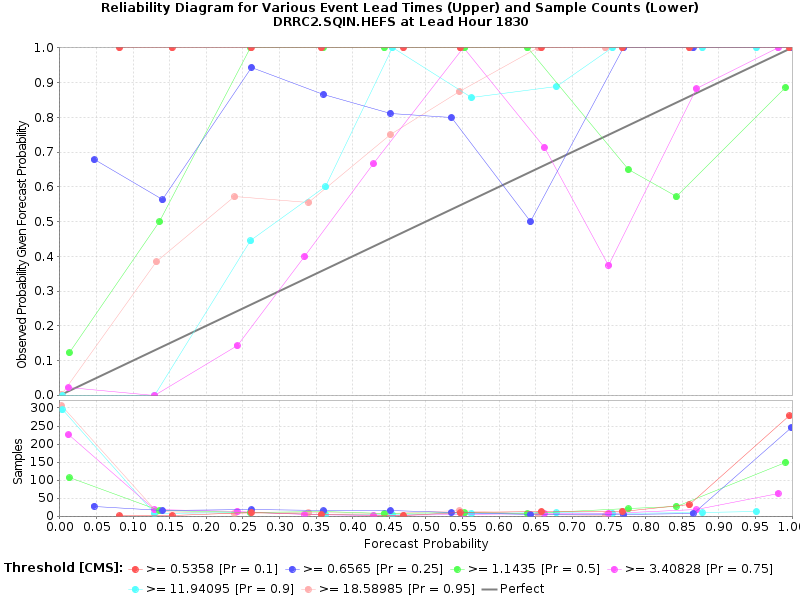 Reliability Diagram for Various Event Lead Times (Upper) and Sample Counts (Lower)
DRRC2.SQIN.HEFS at Lead Hour 1830
Observed Probability Given Forecast Probability
1.0
0.9
0.8
0.7
0.6
0.5
0.4
0.3
0.2
0.1
0.0
Samples
300
250
200
150
100
50
0
0.00 0.05 0.10 0.15 0.20 0.25 0.30 0.35 0.40 0.45 0.50 0.55 0.60 0.65 0.70 0.75 0.80 0.85 0.90 0.95 1.00
Forecast Probability
Threshold [CMS]: >= 0.5358 [Pr = 0.1] >= 0.6565 [Pr = 0.25] >= 1.1435 [Pr = 0.5] >= 3.40828 [Pr = 0.75]
>= 11.94095 [Pr = 0.9] >= 18.58985 [Pr = 0.95] Perfect